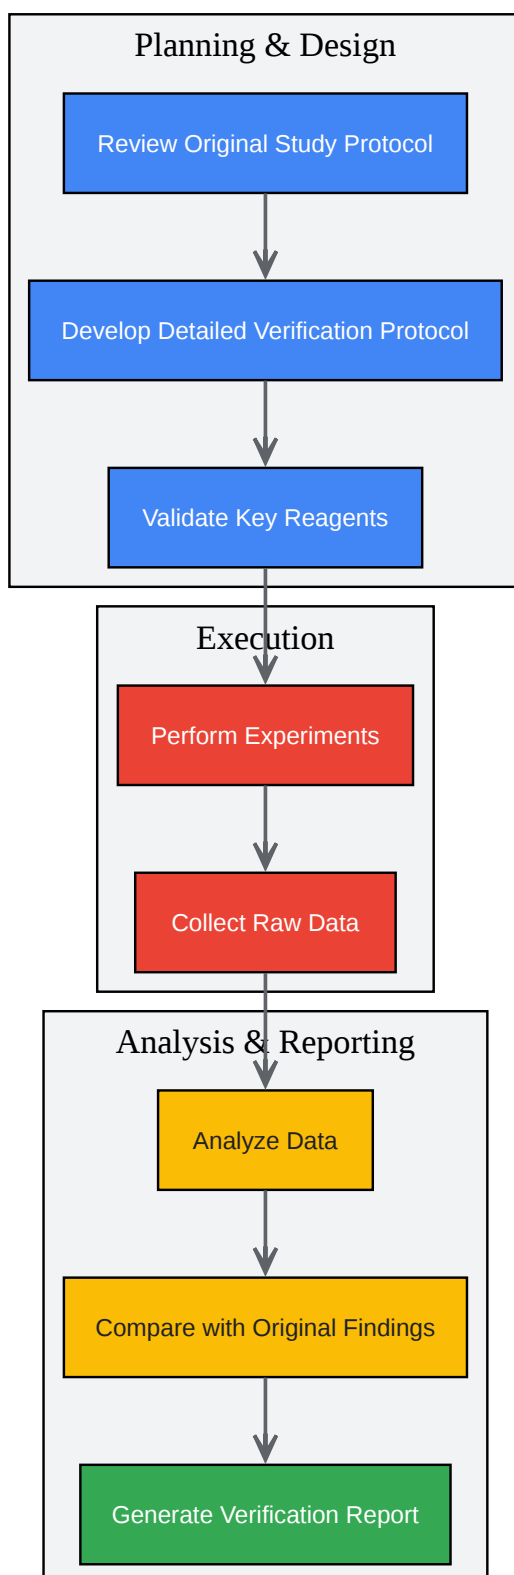 Planning & Design
Review Original Study Protocol
Develop Detailed Verification Protocol
Validate Key Reagents
Execution
Perform Experiments
Collect Raw Data
Analysis & Reporting
Analyze Data
Compare with Original Findings
Generate Verification Report